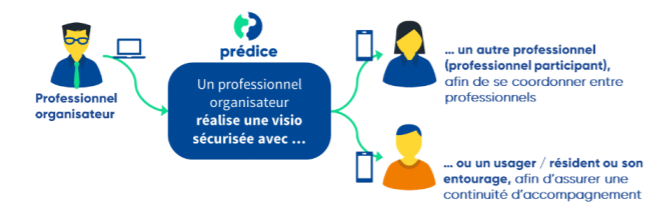 prédice
Professionnel
organisateur
Un professionnel
organisateur
réalise une visio
sécurisée avec ...
... un autre professionnel
(professionnel participant),
afin de se coordonner entre
professionnels
... ou un usager / résident ou son
entourage, afin d'assurer une
continuité d'accompagnement